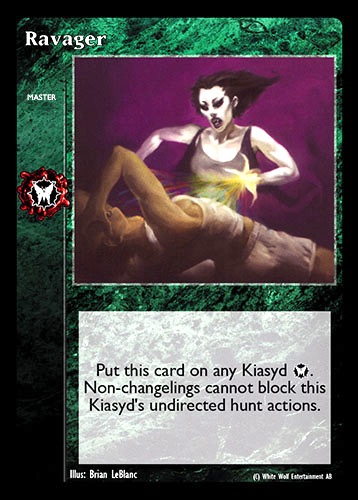 Ravager
MASTER
Put this card on any Kiasyd .
Non-changelings cannot block this
Kiasyd's undirected hunt actions.
Illus: Brian LeBlanc
(C) White Wolf Entertainment AB